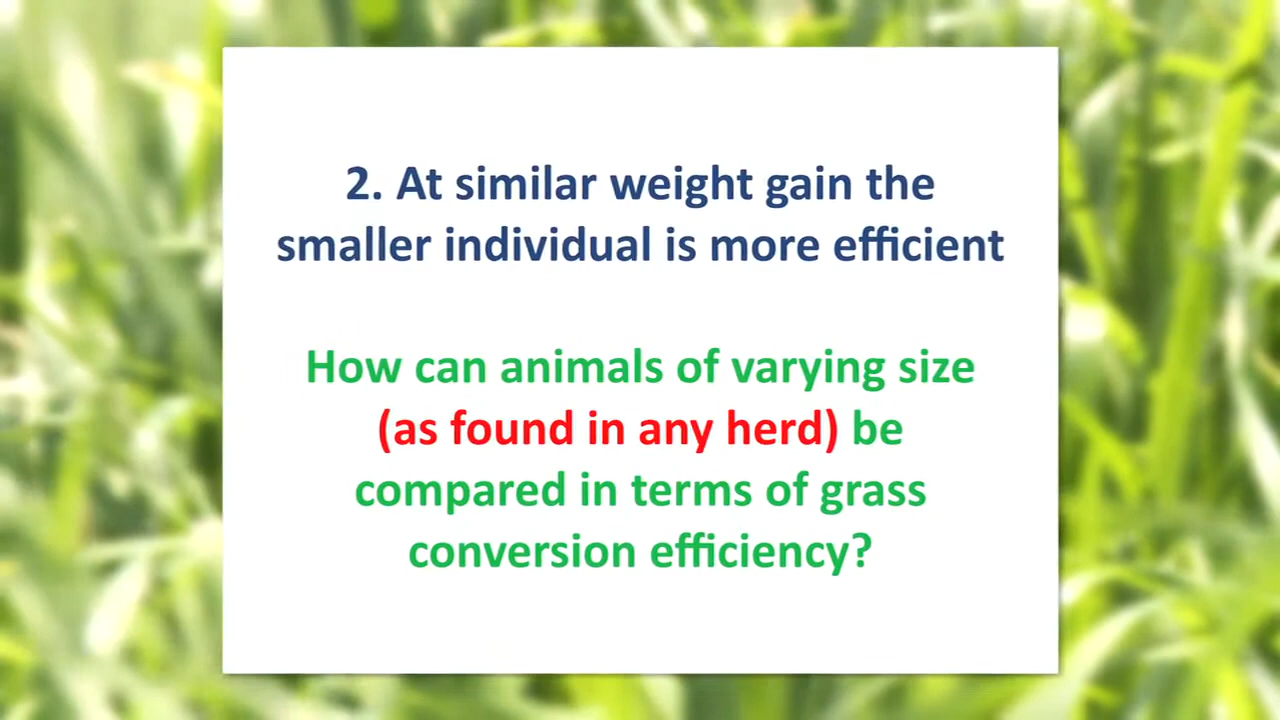 2. At similar weight gain the
smaller individual is more efficient
How can animals of varying size
(as found in any herd) be
compared in terms of grass
conversion efficiency?